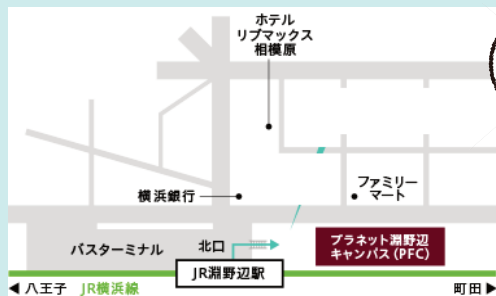 ホテル
リブマックス
相模原
横浜銀行
ファミリー
マート
バスターミナル
北口
プラネット淵野辺
キャンパス(PFC)
JR淵野辺駅
◀ 八王子 JR横浜線
町田 ▶